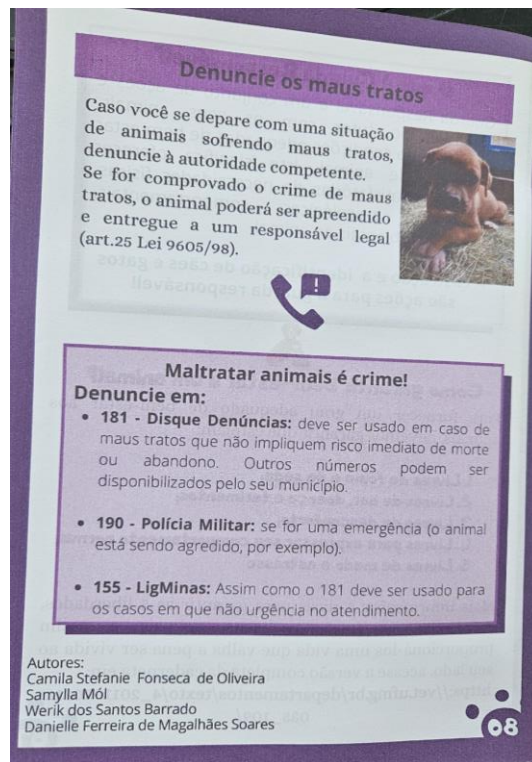 Denuncie os maus tratos
Caso você se depare com uma situação
de animais sofrendo maus tratos,
denuncie à autoridade competente.
Se for comprovado o crime de maus
tratos, o animal poderá ser apreendido
e entregue a um responsável legal
(art.25 Lei 9605/98).
Maltratar animais é crime!
Denuncie em:
• 181 - Disque Denúncias: deve ser usado em caso de
maus tratos que não impliquem risco imediato de morte
ou abandono. Outros números podem ser
disponibilizados pelo seu município.
• 190 - Polícia Militar: se for uma emergência (o animal
está sendo agredido, por exemplo).
• 155 - LigMinas: Assim como o 181 deve ser usado para
os casos em que não urgência no atendimento.
Autores:
Camila Stefanie Fonseca de Oliveira
Samylla Mól
Werik dos Santos Barrado
Danielle Ferreira de Magalhães Soares
08